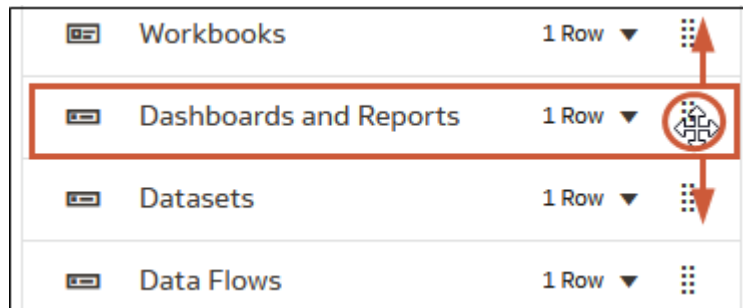 Workbooks 1 Row
Dashboards and Reports 1 Row
Datasets 1 Row
Data Flows 1 Row